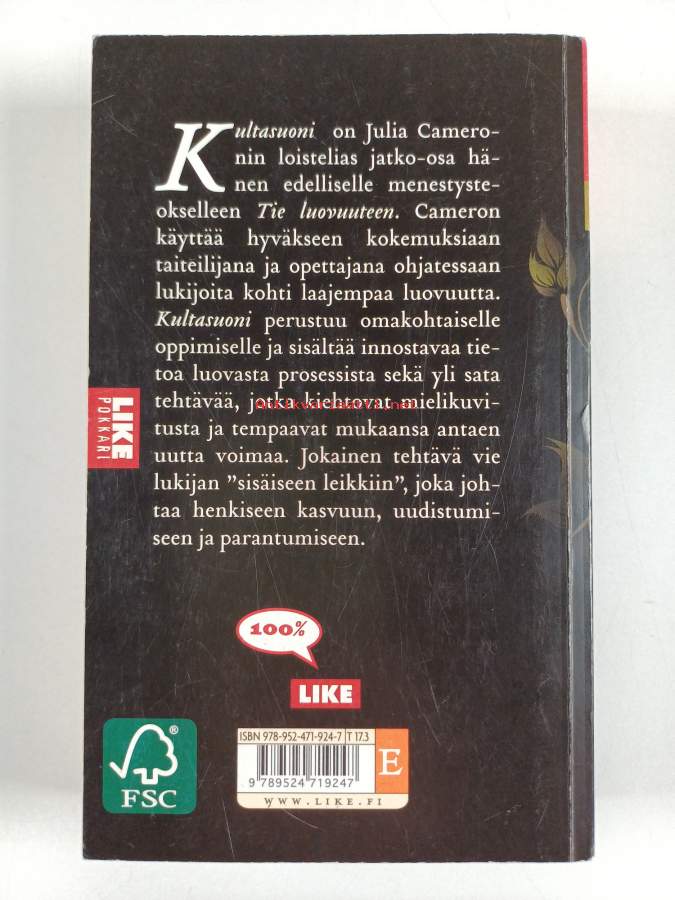 Kultasuoni on Julia Camero-
nin loistelias jatko-osa hä-
nen edelliselle menestyste-
okselleen Tie luovuuteen. Cameron
käyttää hyväkseen kokemuksiaan
taiteilijana ja opettajana ohjatessaan
lukijoita kohti laajempaa luovuutta.
Kultasuoni perustuu omakohtaiselle
oppimiselle ja sisältää innostavaa tie-
toa luovasta prosessista sekä yli sata
tehtävää, jotka kiehtovat mielikuvi-
tusta ja tempaavat mukaansa antaen
uutta voimaa. Jokainen tehtävä vie
lukijan ”sisäiseen leikkiin”, joka joh-
taa henkiseen kasvuun, uudistumi-
seen ja parantumiseen.
LIKE
POKKARI
100%
LIKE
FSC
®
ISBN 978-952-471-924-7 T 17.3
9 789524 719247
E
WWW.LIKE.FI